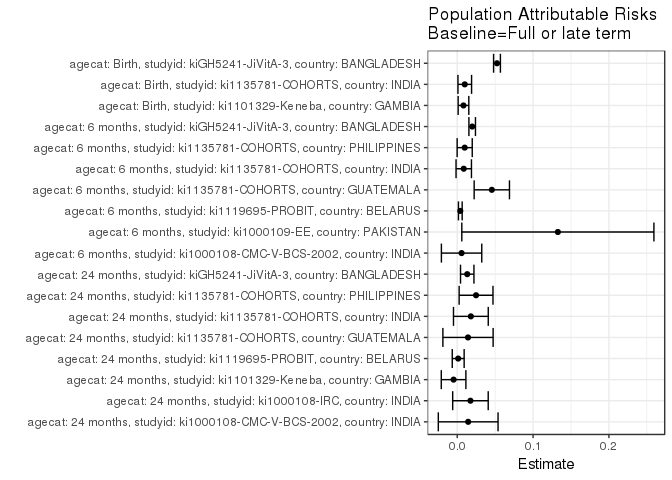 Population Attributable Risks
Baseline=Full or late term
agecat: Birth, studyid: kiGH5241-JiVitA-3, country: BANGLADESH
agecat: Birth, studyid: ki1135781-COHORTS, country: INDIA
agecat: Birth, studyid: ki1101329-Keneba, country: GAMBIA
agecat: 6 months, studyid: kiGH5241-JiVitA-3, country: BANGLADESH
agecat: 6 months, studyid: ki1135781-COHORTS, country: PHILIPPINES
agecat: 6 months, studyid: ki1135781-COHORTS, country: INDIA
agecat: 6 months, studyid: ki1135781-COHORTS, country: GUATEMALA
agecat: 6 months, studyid: ki1119695-PROBIT, country: BELARUS
agecat: 6 months, studyid: ki1000109-EE, country: PAKISTAN
agecat: 6 months, studyid: ki1000108-CMC-V-BCS-2002, country: INDIA
agecat: 24 months, studyid: kiGH5241-JiVitA-3, country: BANGLADESH
agecat: 24 months, studyid: ki1135781-COHORTS, country: PHILIPPINES
agecat: 24 months, studyid: ki1135781-COHORTS, country: INDIA
agecat: 24 months, studyid: ki1135781-COHORTS, country: GUATEMALA
agecat: 24 months, studyid: ki1119695-PROBIT, country: BELARUS
agecat: 24 months, studyid: ki1101329-Keneba, country: GAMBIA
agecat: 24 months, studyid: ki1000108-IRC, country: INDIA
agecat: 24 months, studyid: ki1000108-CMC-V-BCS-2002, country: INDIA
0.0 0.1 0.2
Estimate